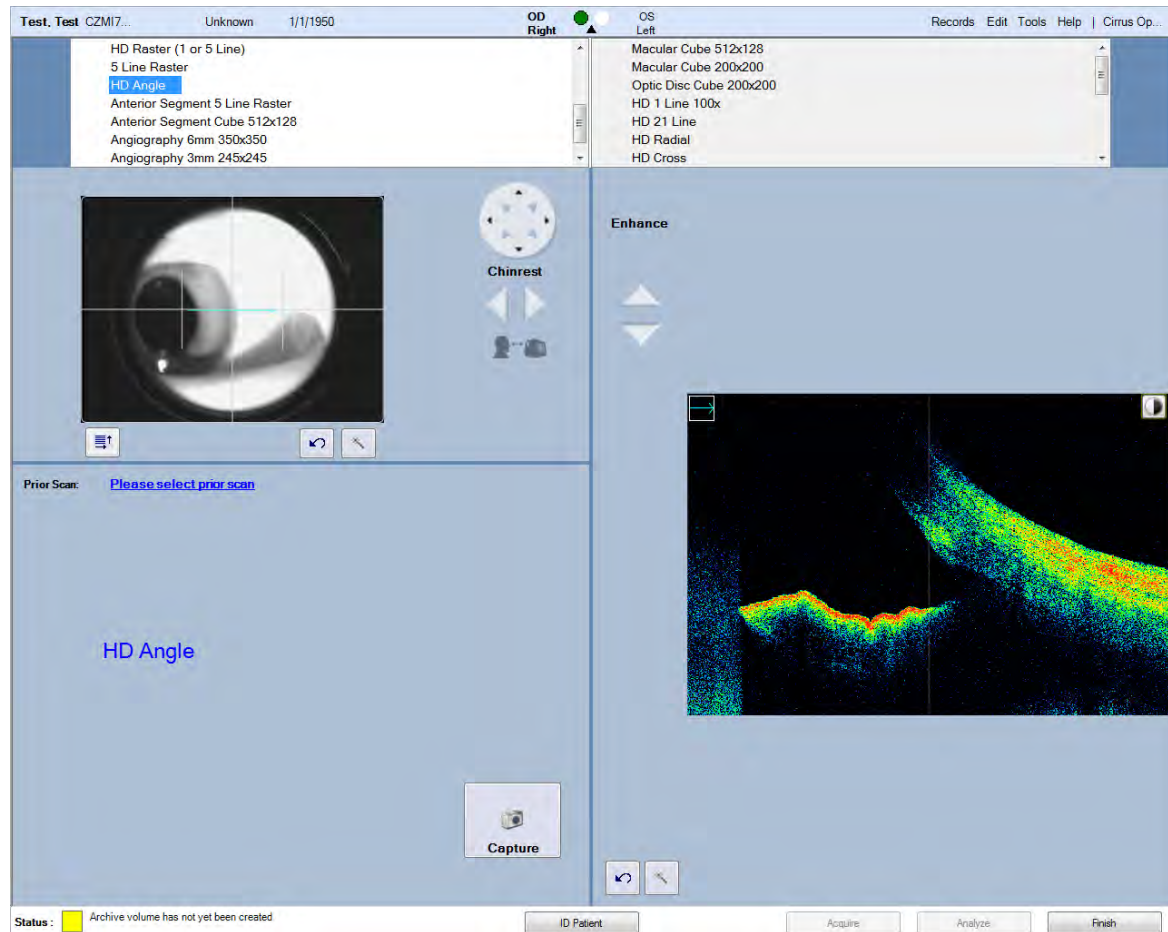 Test, Test CZMI7... Unknown 1/1/1950 OD Right OS Left Records Edit Tools Help | Cirrus Op...
HD Raster (1 or 5 Line)
5 Line Raster
HD Angle
Anterior Segment 5 Line Raster
Anterior Segment Cube 512x128
Angiography 6mm 350x350
Angiography 3mm 245x245
Macular Cube 512x128
Macular Cube 200x200
Optic Disc Cube 200x200
HD 1 Line 100x
HD 21 Line
HD Radial
HD Cross
Chinrest
Enhance
Prior Scan: Please select prior scan
HD Angle
Capture
Status : Archive volume has not yet been created ID Patient Acquire Analyze Finish